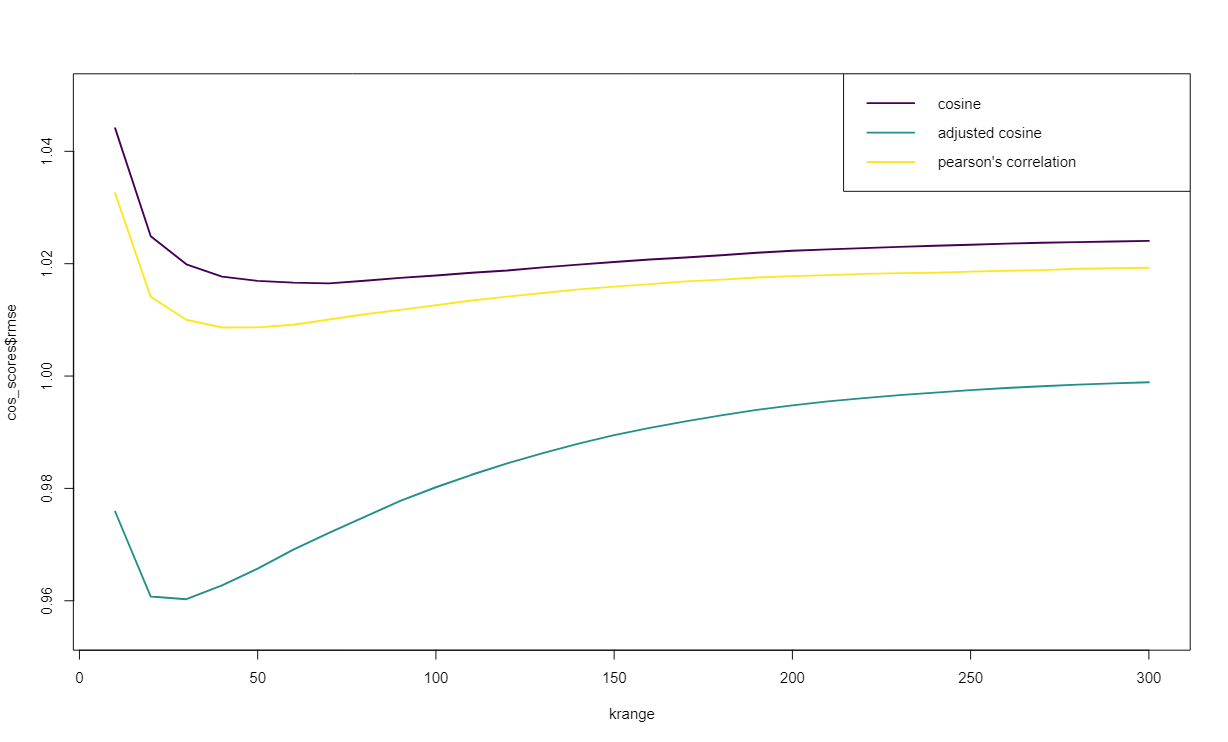 cosine
adjusted cosine
pearson's correlation
cos_scores$rmse
1.04
1.02
1.00
0.98
0.96
0
50
100
150
200
250
300
krange